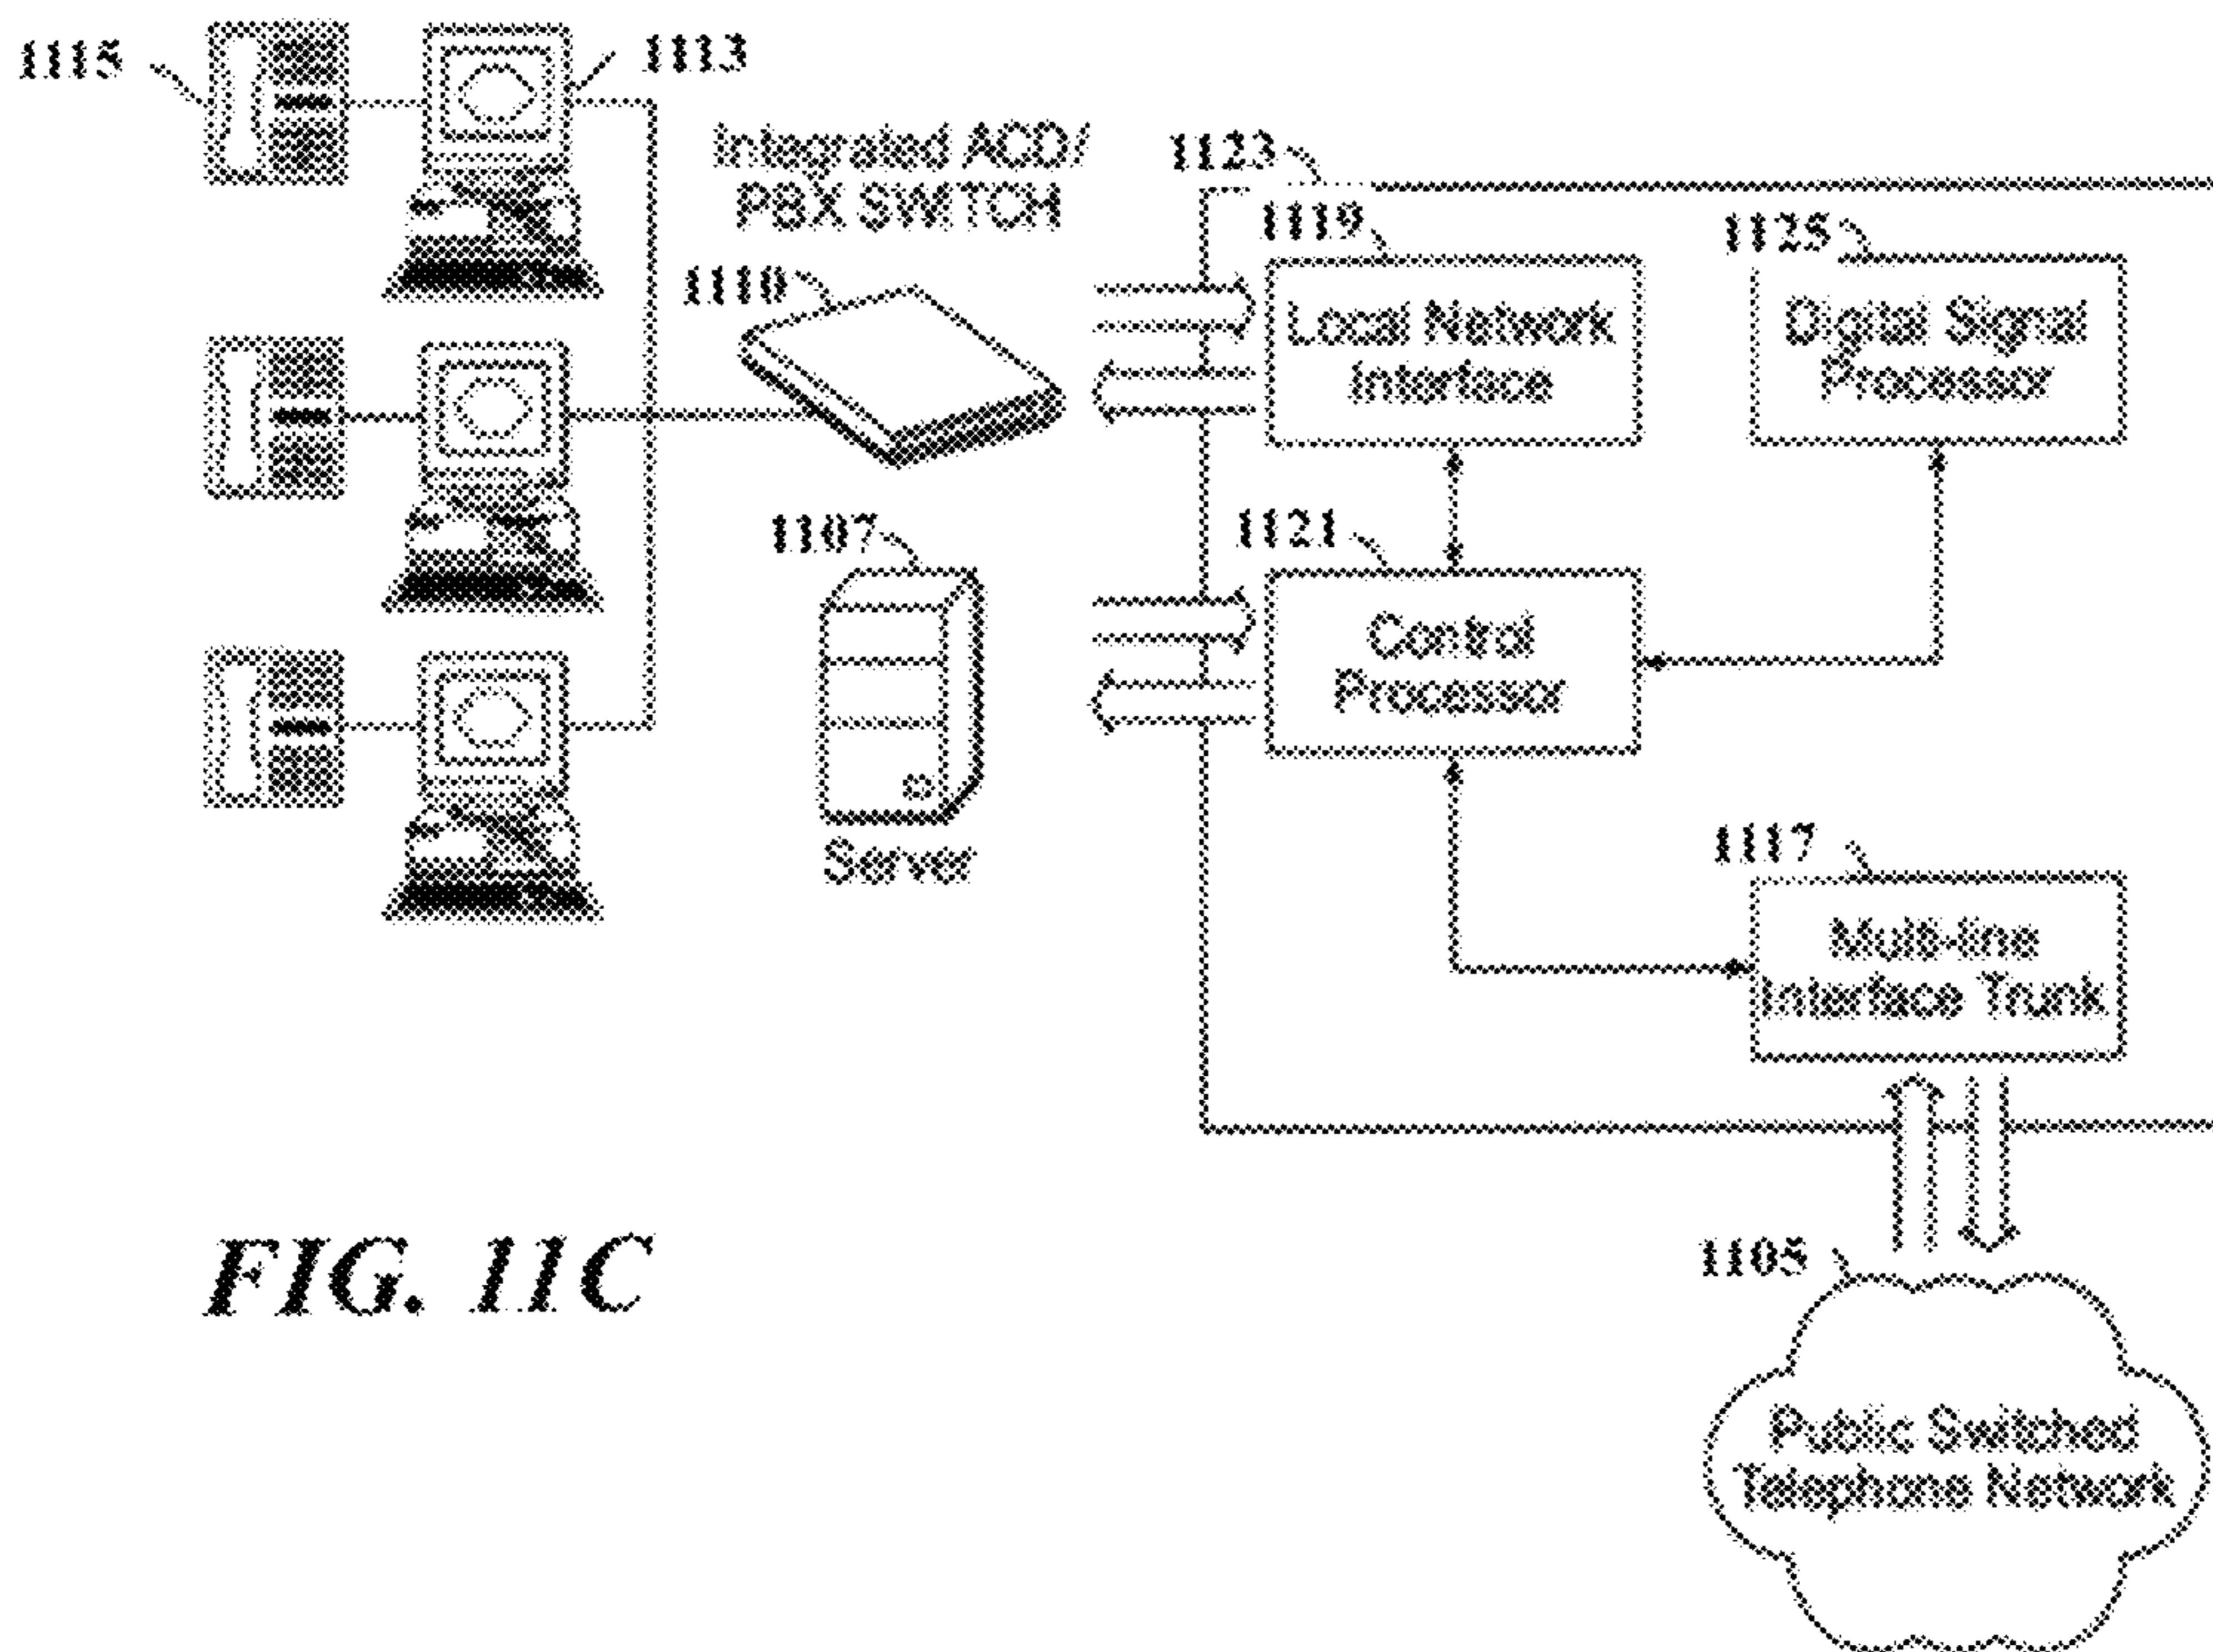 1115
1113
Integrated ACD/
PBX SWITCH
1123
1119
1125
1110
Local Network
Interface
Digital Signal
Processor
1107
1121
Control
Processor
Server
1117
Multi-line
Interface Trunk
1105
FIG. 11C
Public Switched
Telephone Network